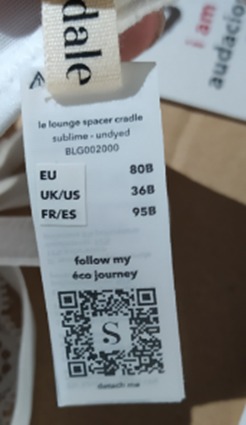 dale
i am
audacio
le lounge spacer cradle
sublime - undyed
BLG002000
EU 80B
UK/US 36B
FR/ES 95B
follow my
éco journey
S
detach me